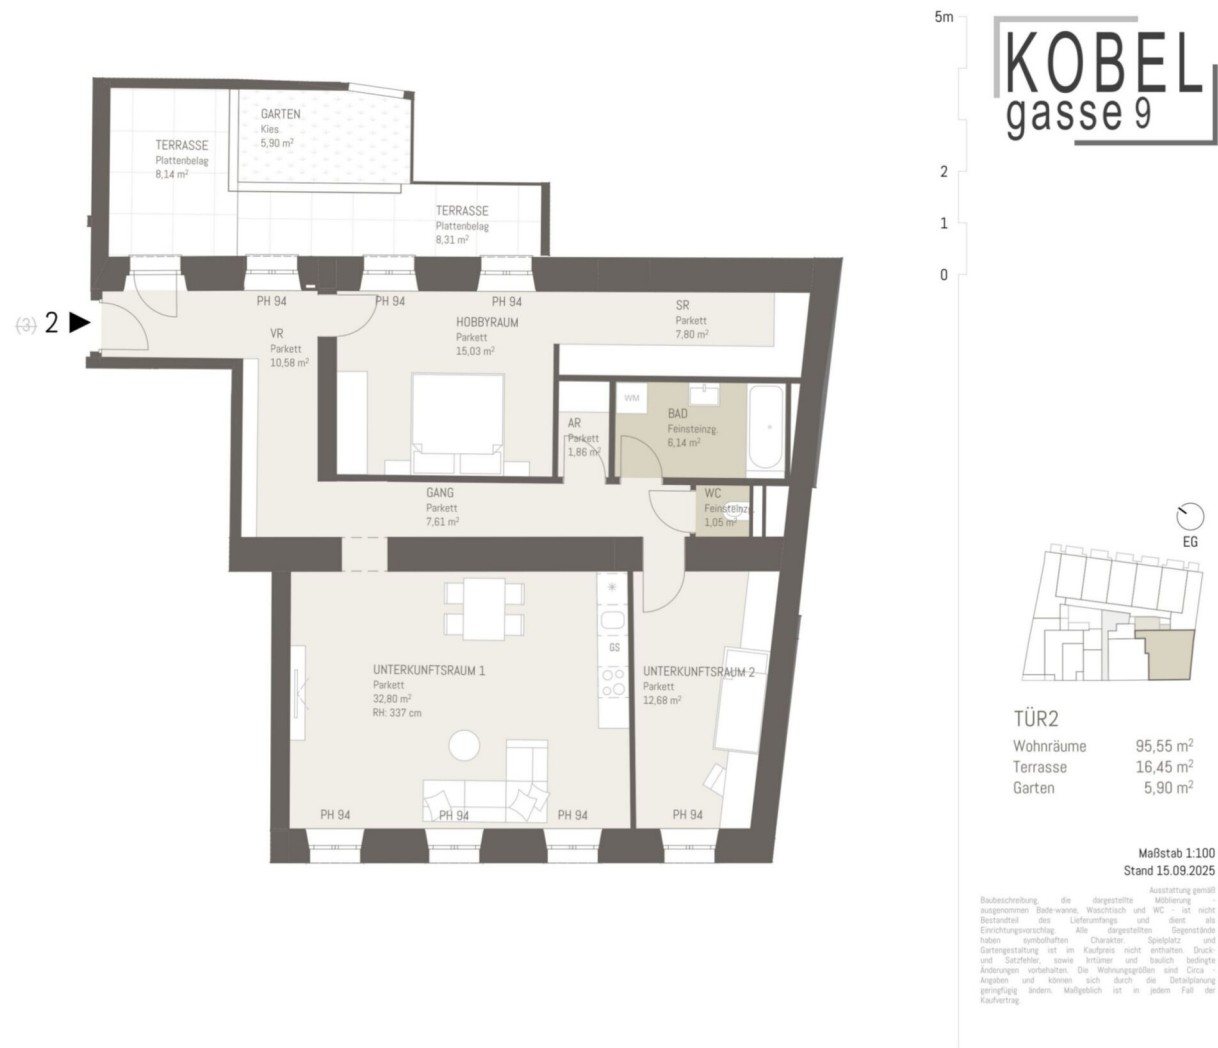 5m
2
1
0
KOBEL
gasse 9
GARTEN
Kies
5,90 m²
TERRASSE
Plattenbelag
8,14 m²
TERRASSE
Plattenbelag
8,31 m²
PH 94
PH 94
PH 94
(3) 2
VR
Parkett
10,58 m²
HOBBYRAUM
Parkett
15,03 m²
SR
Parkett
7,80 m²
WM
BAD
Feinsteinzg.
6,14 m²
AR
Parkett
1,86 m²
GANG
Parkett
7,61 m²
WC
Feinsteinzg.
1,05 m²
GS
UNTERKUNFTSRAUM 1
Parkett
32,80 m²
RH: 337 cm
UNTERKUNFTSRAUM 2
Parkett
12,68 m²
PH 94
PH 94
PH 94
PH 94
EG
TÜR2
Wohnräume 95,55 m²
Terrasse 16,45 m²
Garten 5,90 m²
Maßstab 1:100
Stand 15.09.2025
Ausstattung gemäß
Baubeschreibung, die dargestellte Möblierung -
ausgenommen Bade-wanne, Waschtisch und WC - ist nicht
Bestandteil des Lieferumfangs und dient als
Einrichtungsvorschlag. Alle dargestellten Gegenstände
haben symbolhaften Charakter. Spielplatz und
Gartengestaltung ist im Kaufpreis nicht enthalten. Druck-
und Satzfehler, sowie Irrtümer und baulich bedingte
Änderungen vorbehalten. Die Wohnungsgrößen sind Circa -
Angaben und können sich durch die Detailplanung
geringfügig ändern. Maßgeblich ist in jedem Fall der
Kaufvertrag.